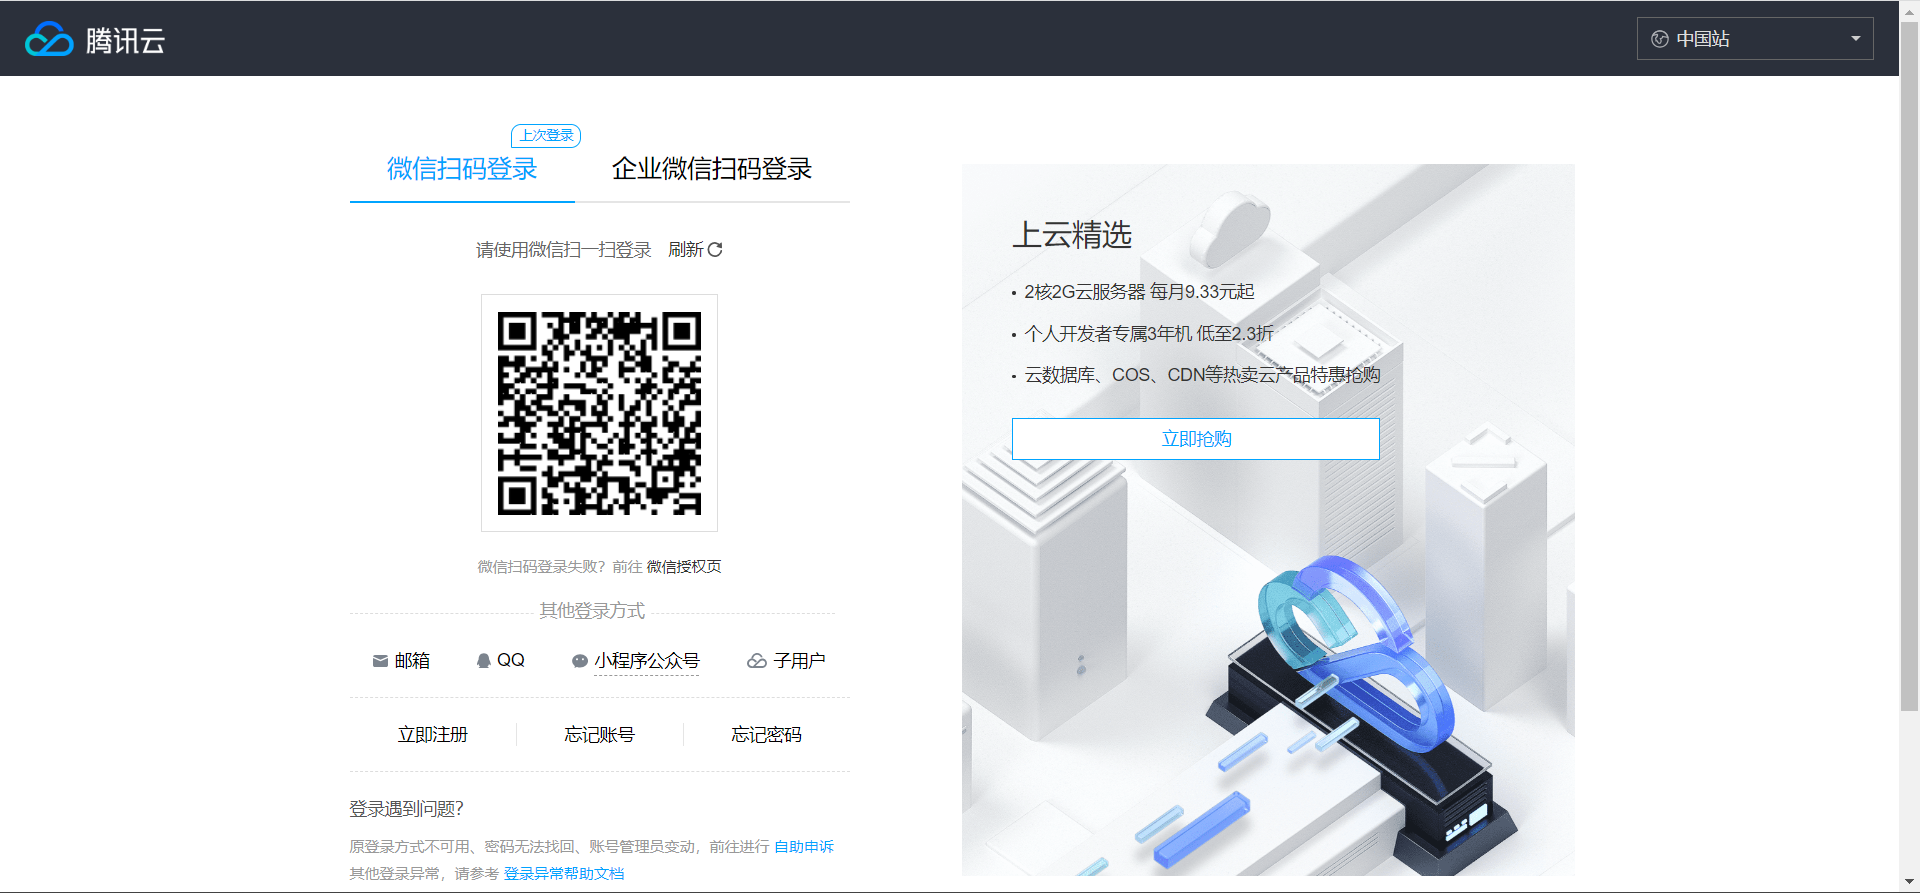 腾讯云
中国站
上次登录
微信扫码登录
企业微信扫码登录
请使用微信扫一扫登录 刷新
微信扫码登录失败？前往 微信授权页
其他登录方式
邮箱
QQ
小程序公众号
子用户
立即注册
忘记账号
忘记密码
登录遇到问题？
原登录方式不可用、密码无法找回、账号管理员变动，前往进行 自助申诉
其他登录异常，请参考 登录异常帮助文档
上云精选
· 2核2G云服务器 每月9.33元起
· 个人开发者专属3年机 低至2.3折
· 云数据库、COS、CDN等热卖云产品特惠抢购
立即抢购